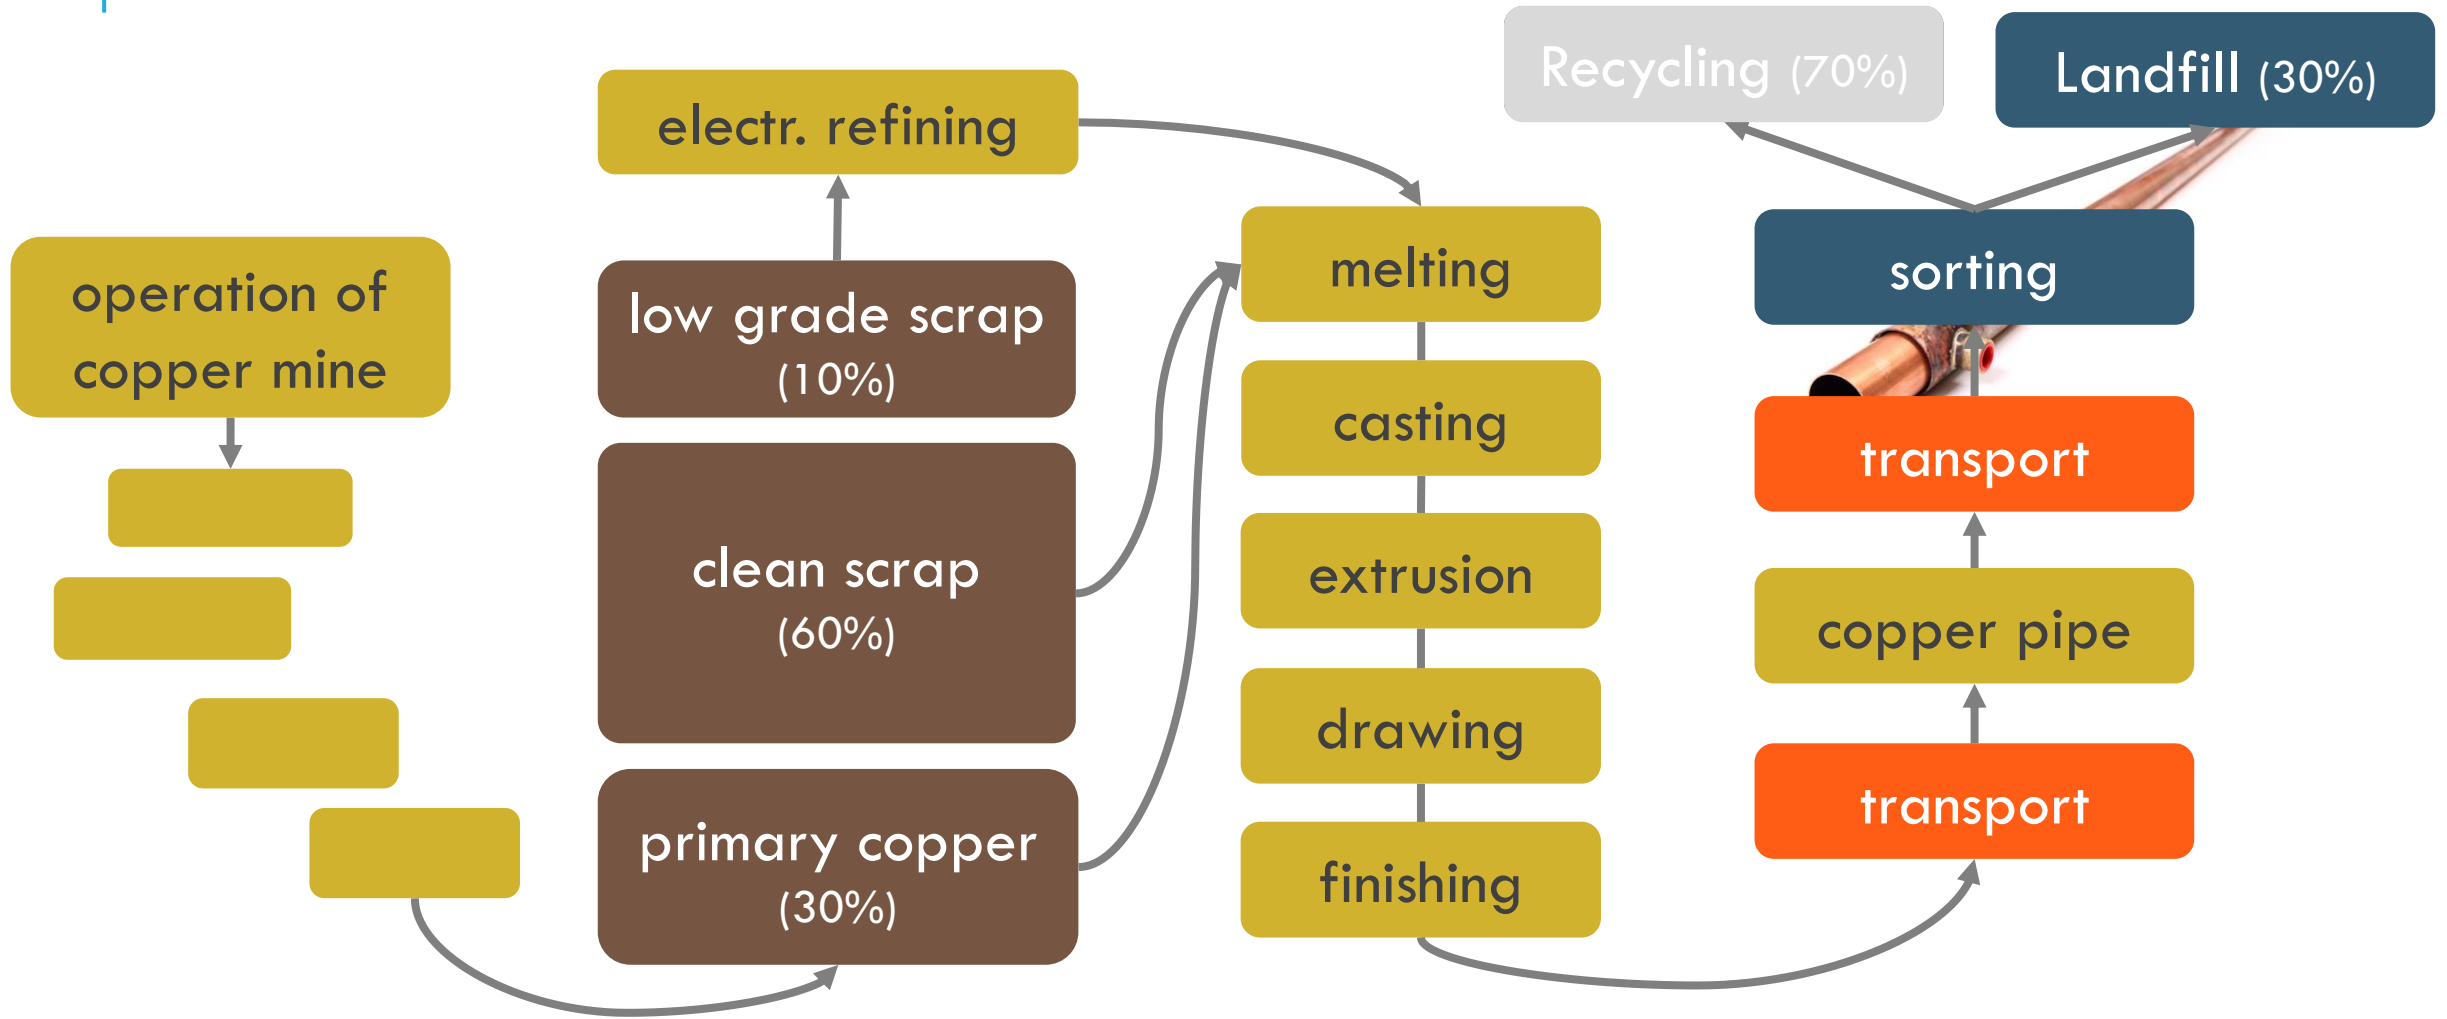 operation of
copper mine
electr. refining
low grade scrap
(10%)
clean scrap
(60%)
primary copper
(30%)
melting
casting
extrusion
drawing
finishing
Recycling (70%)
Landfill (30%)
sorting
transport
copper pipe
transport